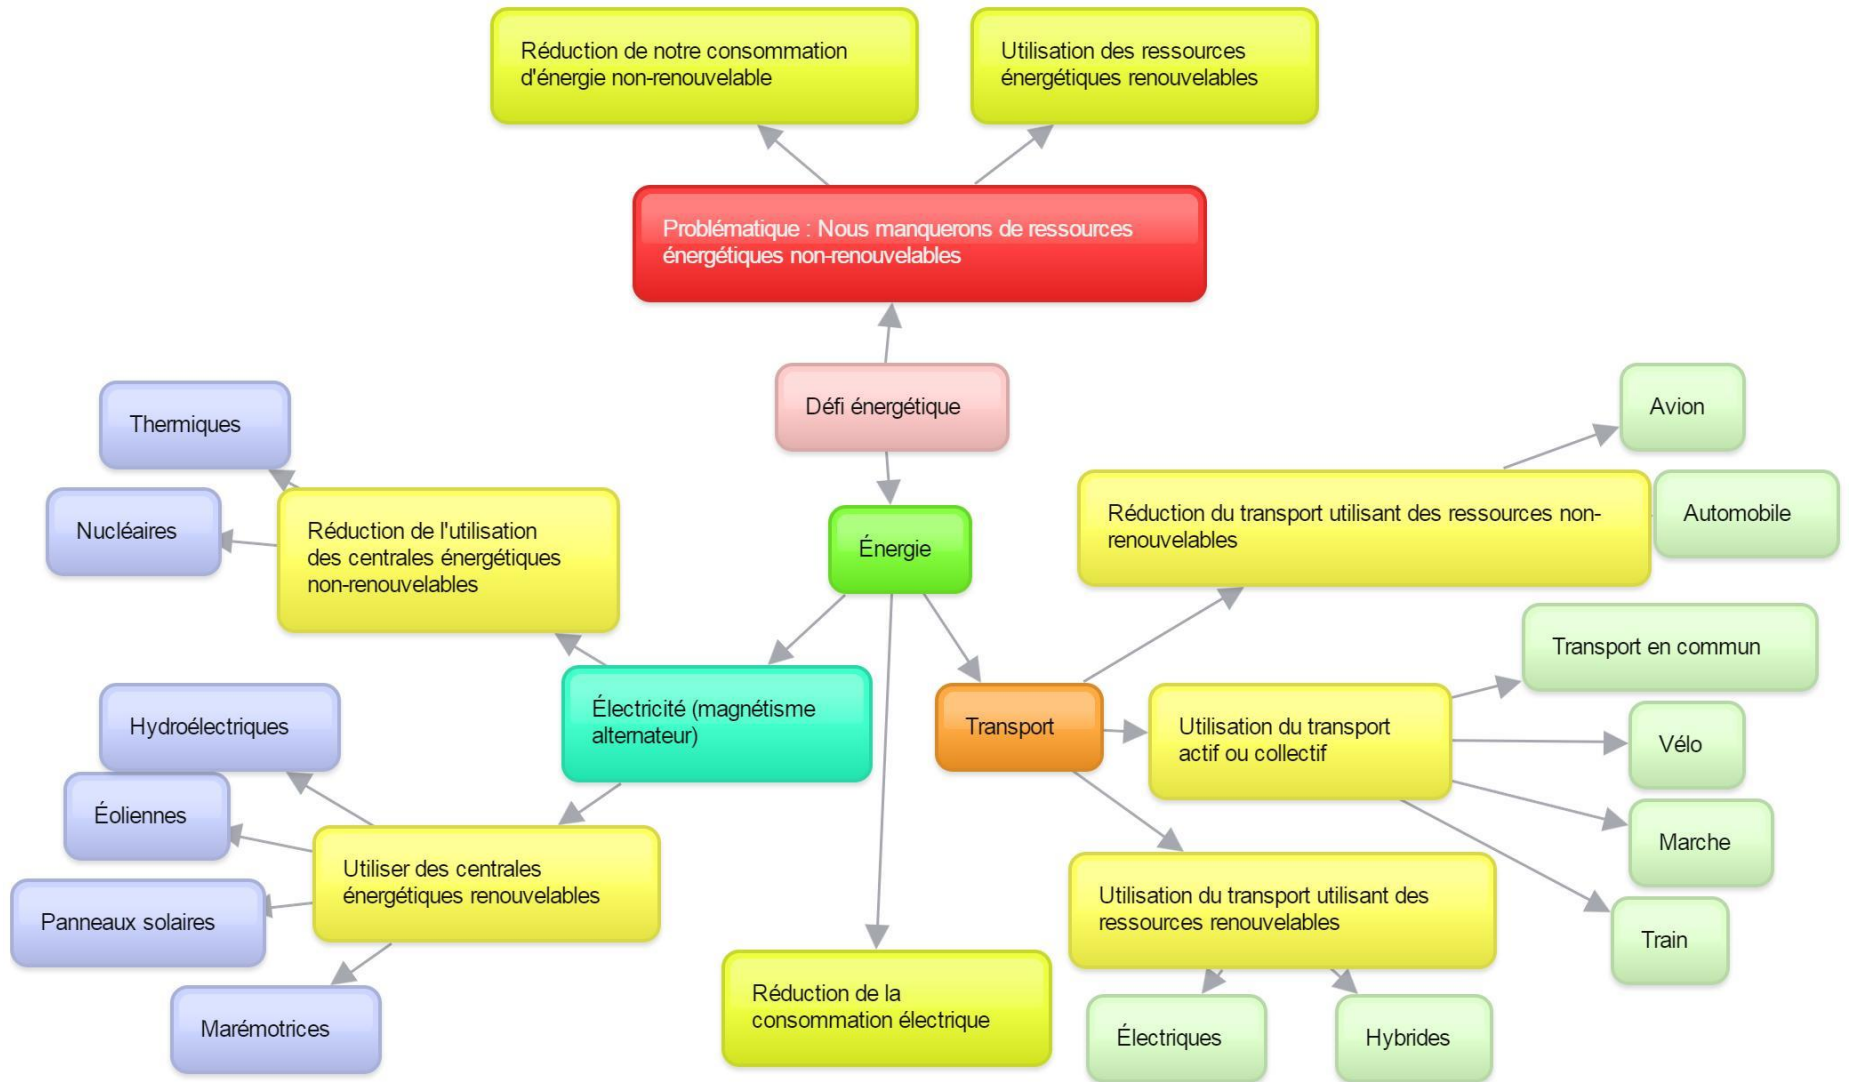 Réduction de notre consommation
d'énergie non-renouvelable
Utilisation des ressources
énergétiques renouvelables
Problématique : Nous manquerons de ressources
énergétiques non-renouvelables
Défi énergétique
Énergie
Thermiques
Nucléaires
Réduction de l'utilisation
des centrales énergétiques
non-renouvelables
Électricité (magnétisme
alternateur)
Hydroélectriques
Éoliennes
Panneaux solaires
Marémotrices
Utiliser des centrales
énergétiques renouvelables
Réduction de la
consommation électrique
Transport
Réduction du transport utilisant des ressources non-
renouvelables
Avion
Automobile
Utilisation du transport
actif ou collectif
Transport en commun
Vélo
Marche
Train
Utilisation du transport utilisant des
ressources renouvelables
Électriques
Hybrides